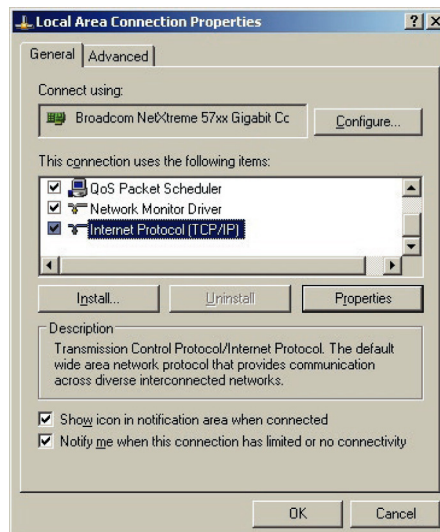 Local Area Connection Properties
General
Advanced
Connect using:
Broadcom NetXtreme 57xx Gigabit Cc
Configure...
This connection uses the following items:
QoS Packet Scheduler
Network Monitor Driver
Internet Protocol (TCP/IP)
Install...
Uninstall
Properties
Description
Transmission Control Protocol/Internet Protocol. The default
wide area network protocol that provides communication
across diverse interconnected networks.
Show icon in notification area when connected
Notify me when this connection has limited or no connectivity
OK
Cancel